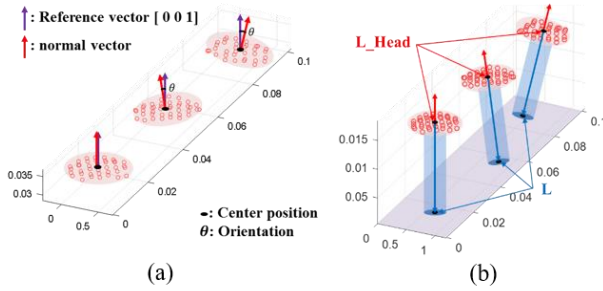 : Reference vector [ 0 0 1]
: normal vector
θ
θ
0.1
0.08
0.06
0.04
0.02
0
0.035
0.03
0 0.5
: Center position
θ: Orientation
(a)
L_Head
L
0.015
0.01
0.005
0 0.5 1
0
0.02
0.04
0.06
0.08
0.1
(b)